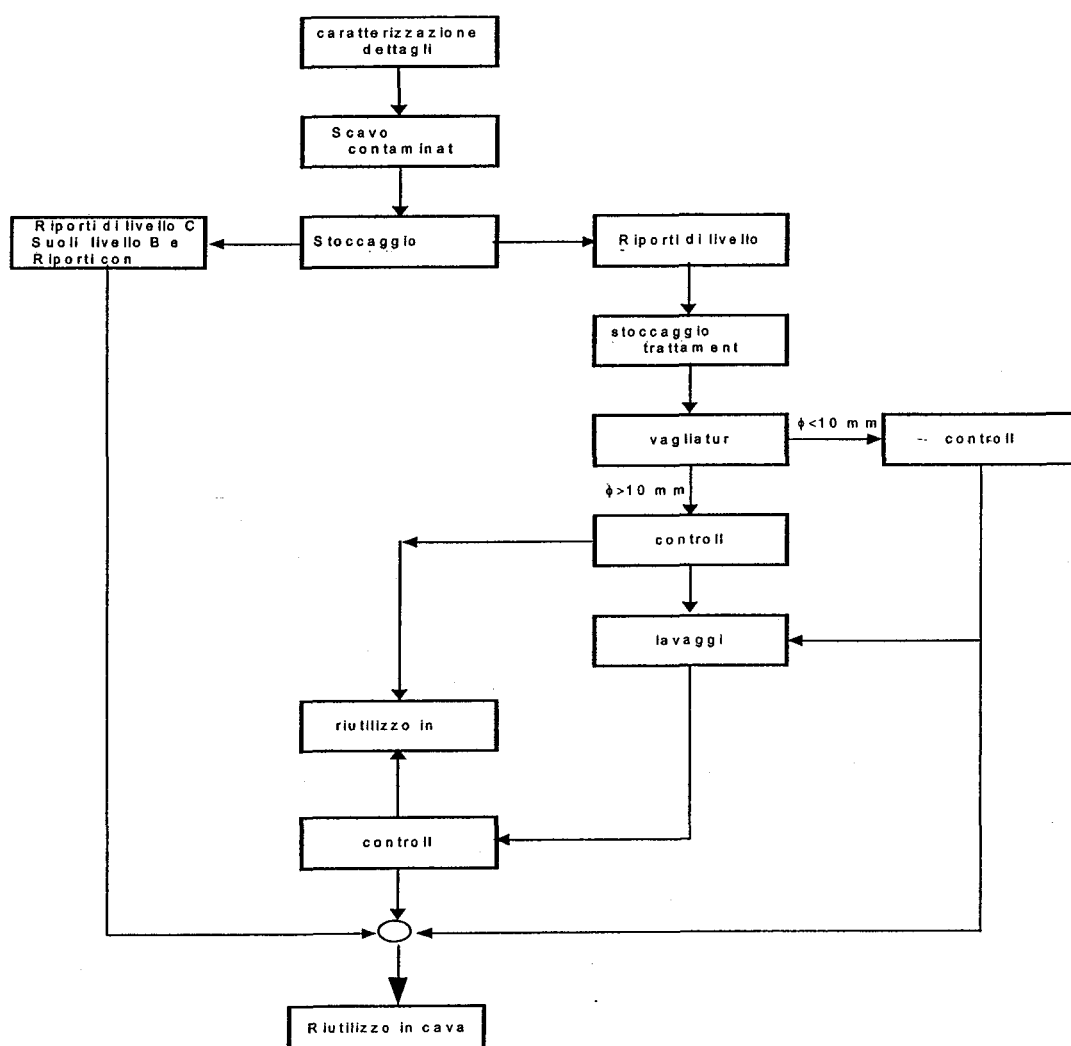 caratterizzazione
dettagli
Scavo
contaminat
Riporti di livello C
Suoli livello B e
Riporti con
Stoccaggio
Riporti di livello
stoccaggio
trattament
vagliatur
ϕ<10 mm
controll
ϕ>10 mm
controll
lavaggi
riutilizzo in
controll
Riutilizzo in cava